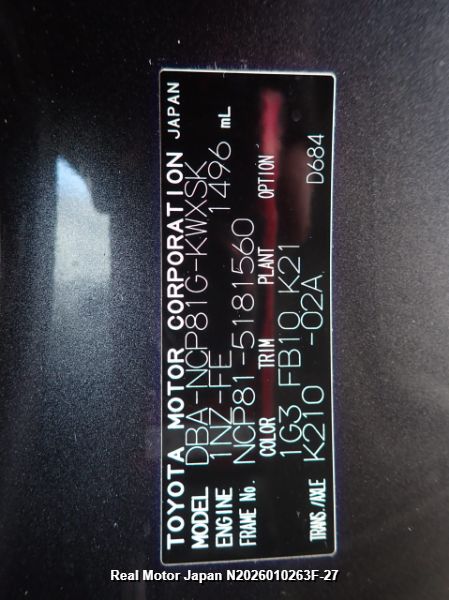 TOYOTA MOTOR CORPORATION JAPAN
MODEL DBA-NCP81G-KWXSK
ENGINE 1NZ-FE 1496 mL
FRAME No. NCP81-5181560
COLOR TRIM PLANT OPTION
1G3 FB10 K21 D684
TRANS./AXLE K210 -02A
Real Motor Japan N2026010263F-27